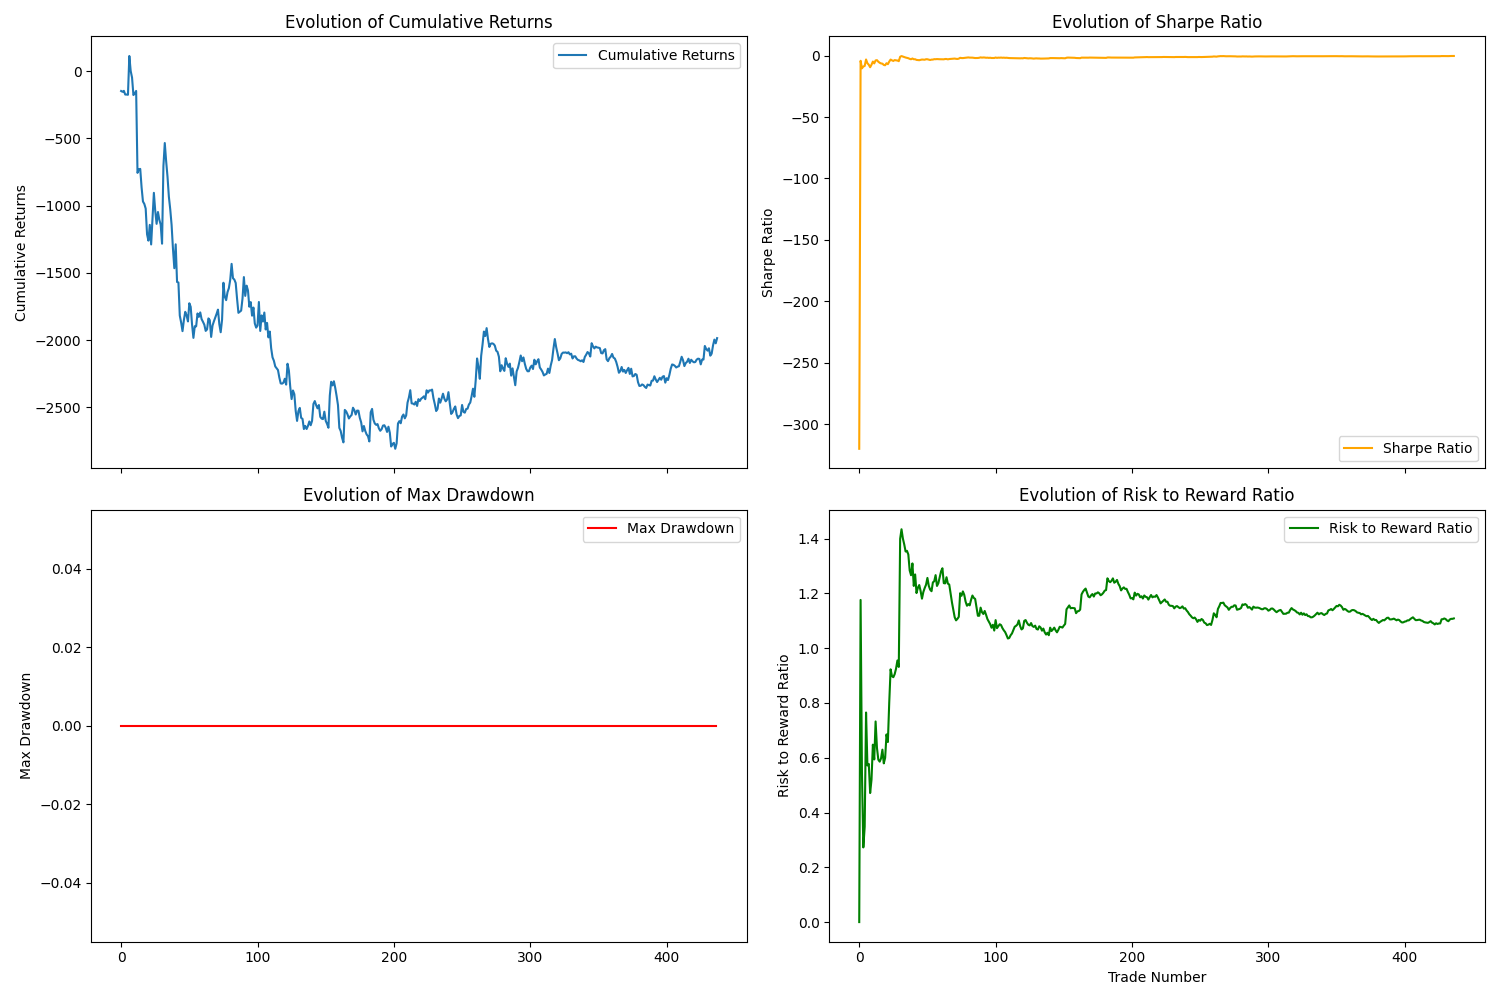 Evolution of Cumulative Returns
Cumulative Returns
0
−500
−1000
−1500
−2000
−2500
0
100
200
300
400
Cumulative Returns
Evolution of Sharpe Ratio
Sharpe Ratio
0
−50
−100
−150
−200
−250
−300
Sharpe Ratio
Evolution of Max Drawdown
Max Drawdown
0.04
0.02
0.00
−0.02
−0.04
Max Drawdown
Evolution of Risk to Reward Ratio
Risk to Reward Ratio
1.4
1.2
1.0
0.8
0.6
0.4
0.2
0.0
Risk to Reward Ratio
0
100
200
300
400
Trade Number